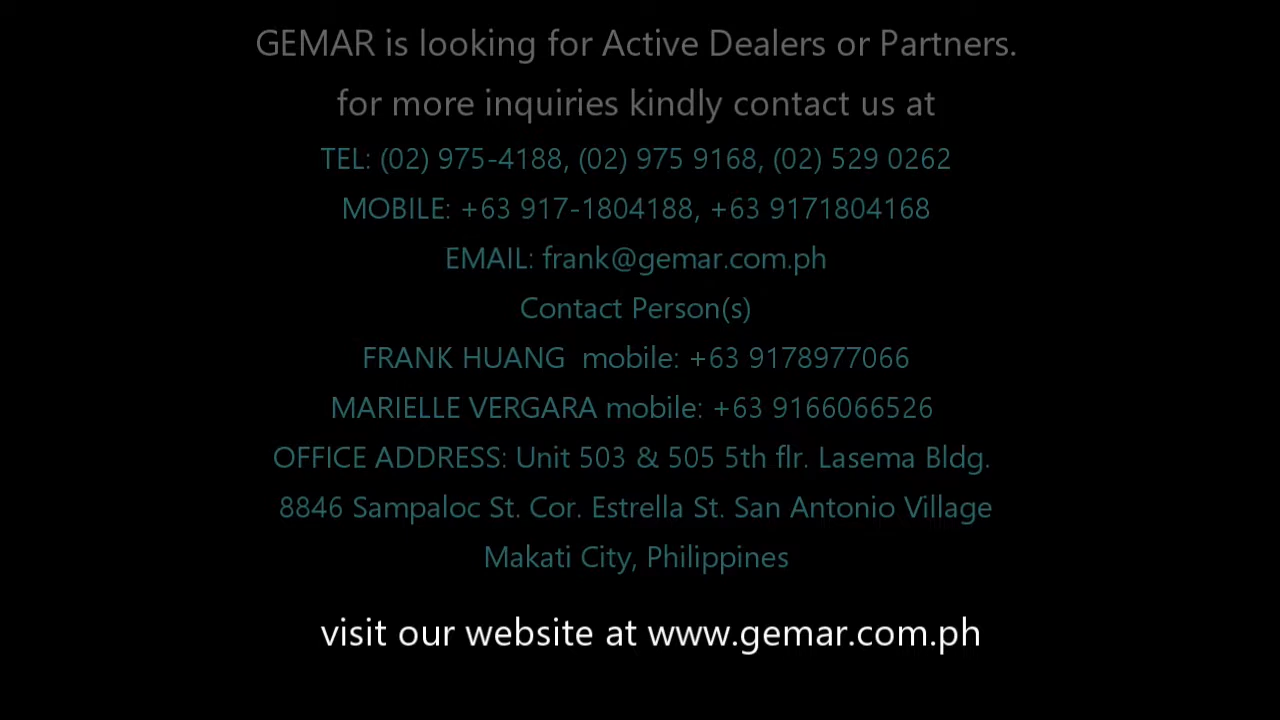 GEMAR is looking for Active Dealers or Partners.
for more inquiries kindly contact us at
TEL: (02) 975-4188, (02) 975 9168, (02) 529 0262
MOBILE: +63 917-1804188, +63 9171804168
EMAIL: frank@gemar.com.ph
Contact Person(s)
FRANK HUANG  mobile: +63 9178977066
MARIELLE VERGARA mobile: +63 9166066526
OFFICE ADDRESS: Unit 503 & 505 5th flr. Lasema Bldg.
8846 Sampaloc St. Cor. Estrella St. San Antonio Village
Makati City, Philippines
visit our website at www.gemar.com.ph